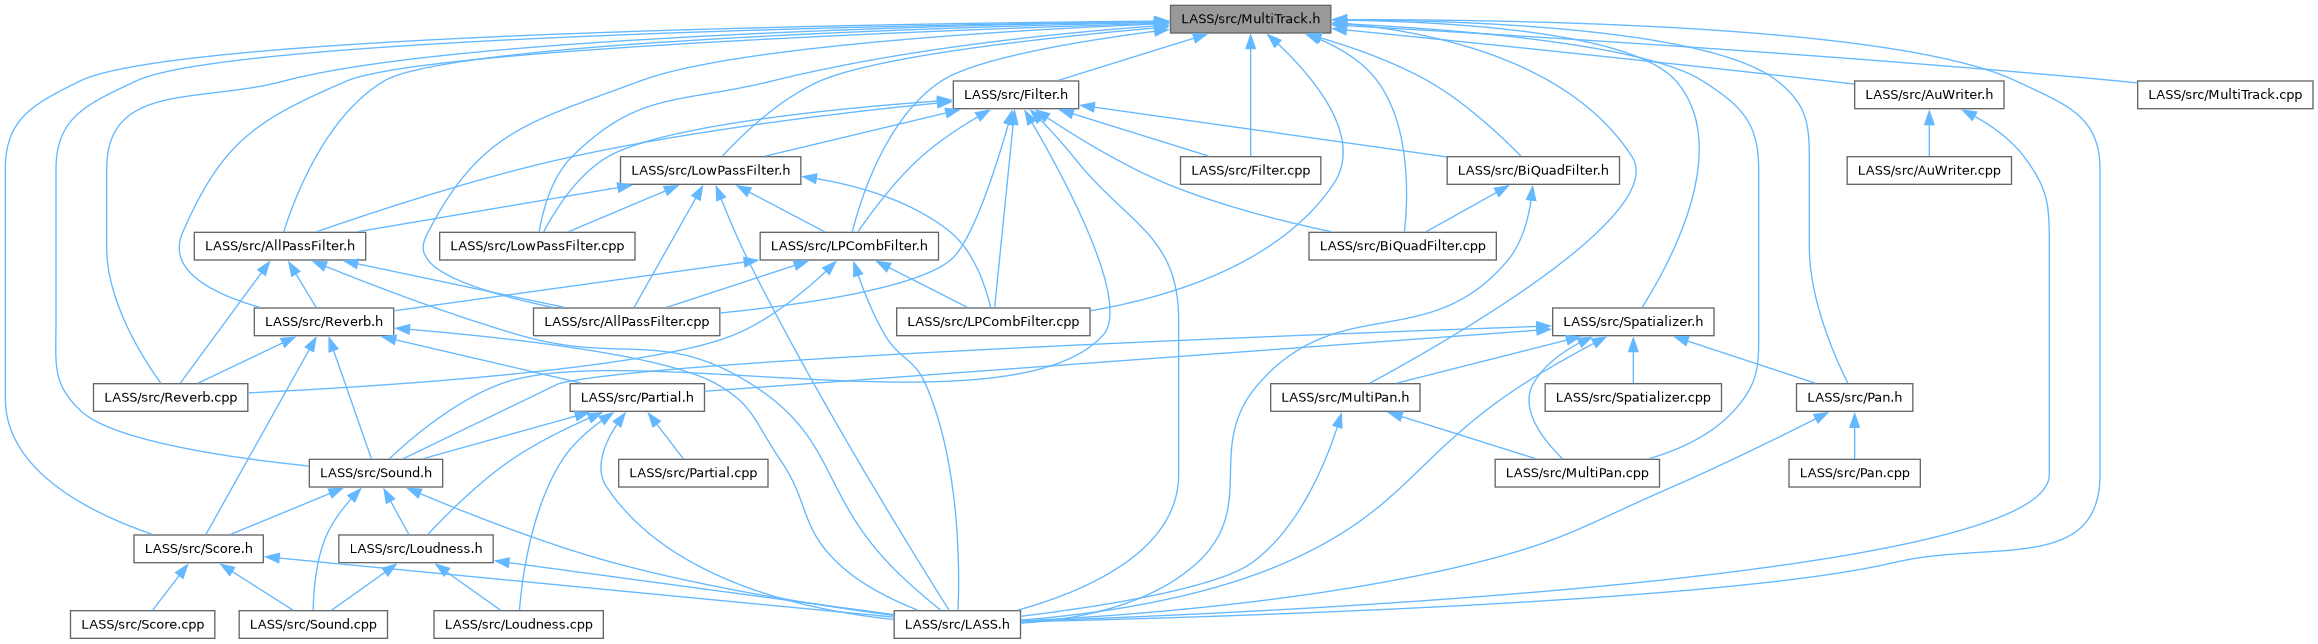 LASS/src/MultiTrack.h
LASS/src/Filter.h
LASS/src/AuWriter.h
LASS/src/MultiTrack.cpp
LASS/src/LowPassFilter.h
LASS/src/Filter.cpp
LASS/src/BiQuadFilter.h
LASS/src/AuWriter.cpp
LASS/src/AllPassFilter.h
LASS/src/LowPassFilter.cpp
LASS/src/LPCombFilter.h
LASS/src/BiQuadFilter.cpp
LASS/src/Reverb.h
LASS/src/AllPassFilter.cpp
LASS/src/LPCombFilter.cpp
LASS/src/Spatializer.h
LASS/src/Reverb.cpp
LASS/src/Partial.h
LASS/src/MultiPan.h
LASS/src/Spatializer.cpp
LASS/src/Pan.h
LASS/src/Sound.h
LASS/src/Partial.cpp
LASS/src/MultiPan.cpp
LASS/src/Pan.cpp
LASS/src/Score.h
LASS/src/Loudness.h
LASS/src/Score.cpp
LASS/src/Sound.cpp
LASS/src/Loudness.cpp
LASS/src/LASS.h